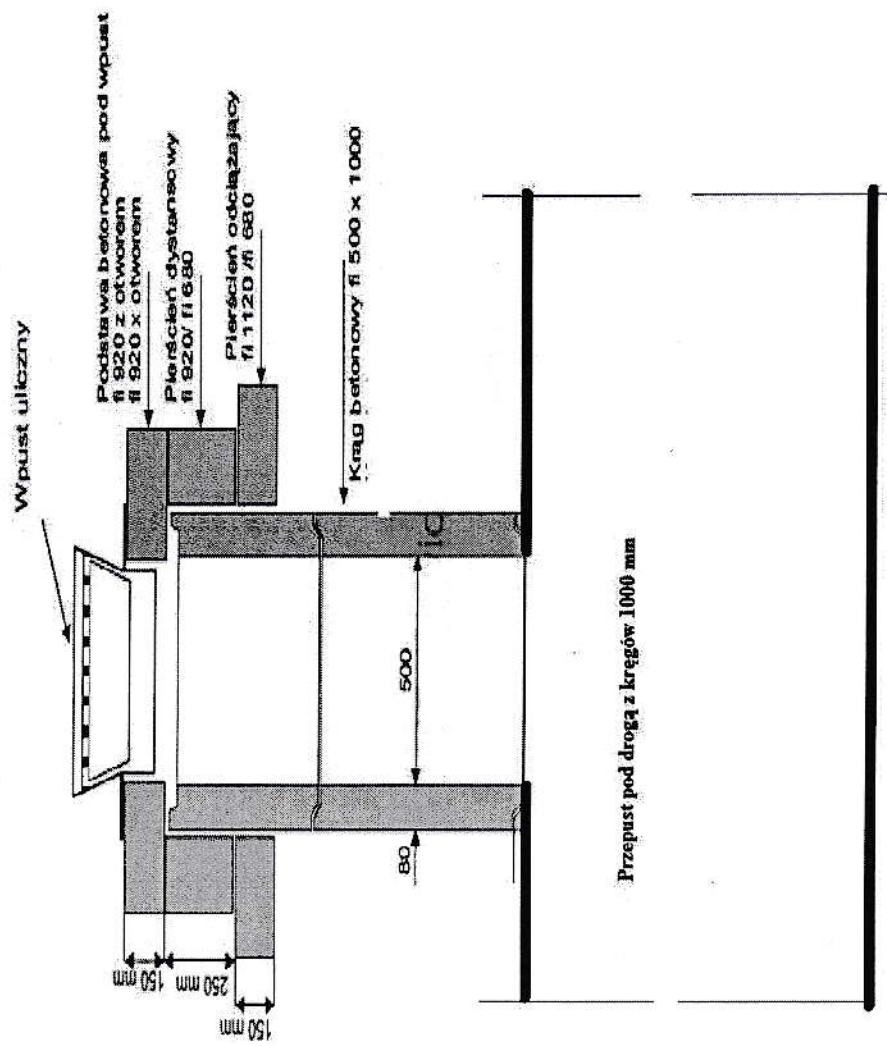 Wpust uliczny
Podstawa betonowa pod wpust
fi 920 z otworem
fi 920 x otworem
Pierścień dystansowy
fi 920/ fi 680
Pierścień odciążający
fi 1120 /fi 680
Krąg betonowy fi 500 x 1000
150 mm
250 mm
150 mm
ic
500
80
Przepust pod drogą z kręgów 1000 mm